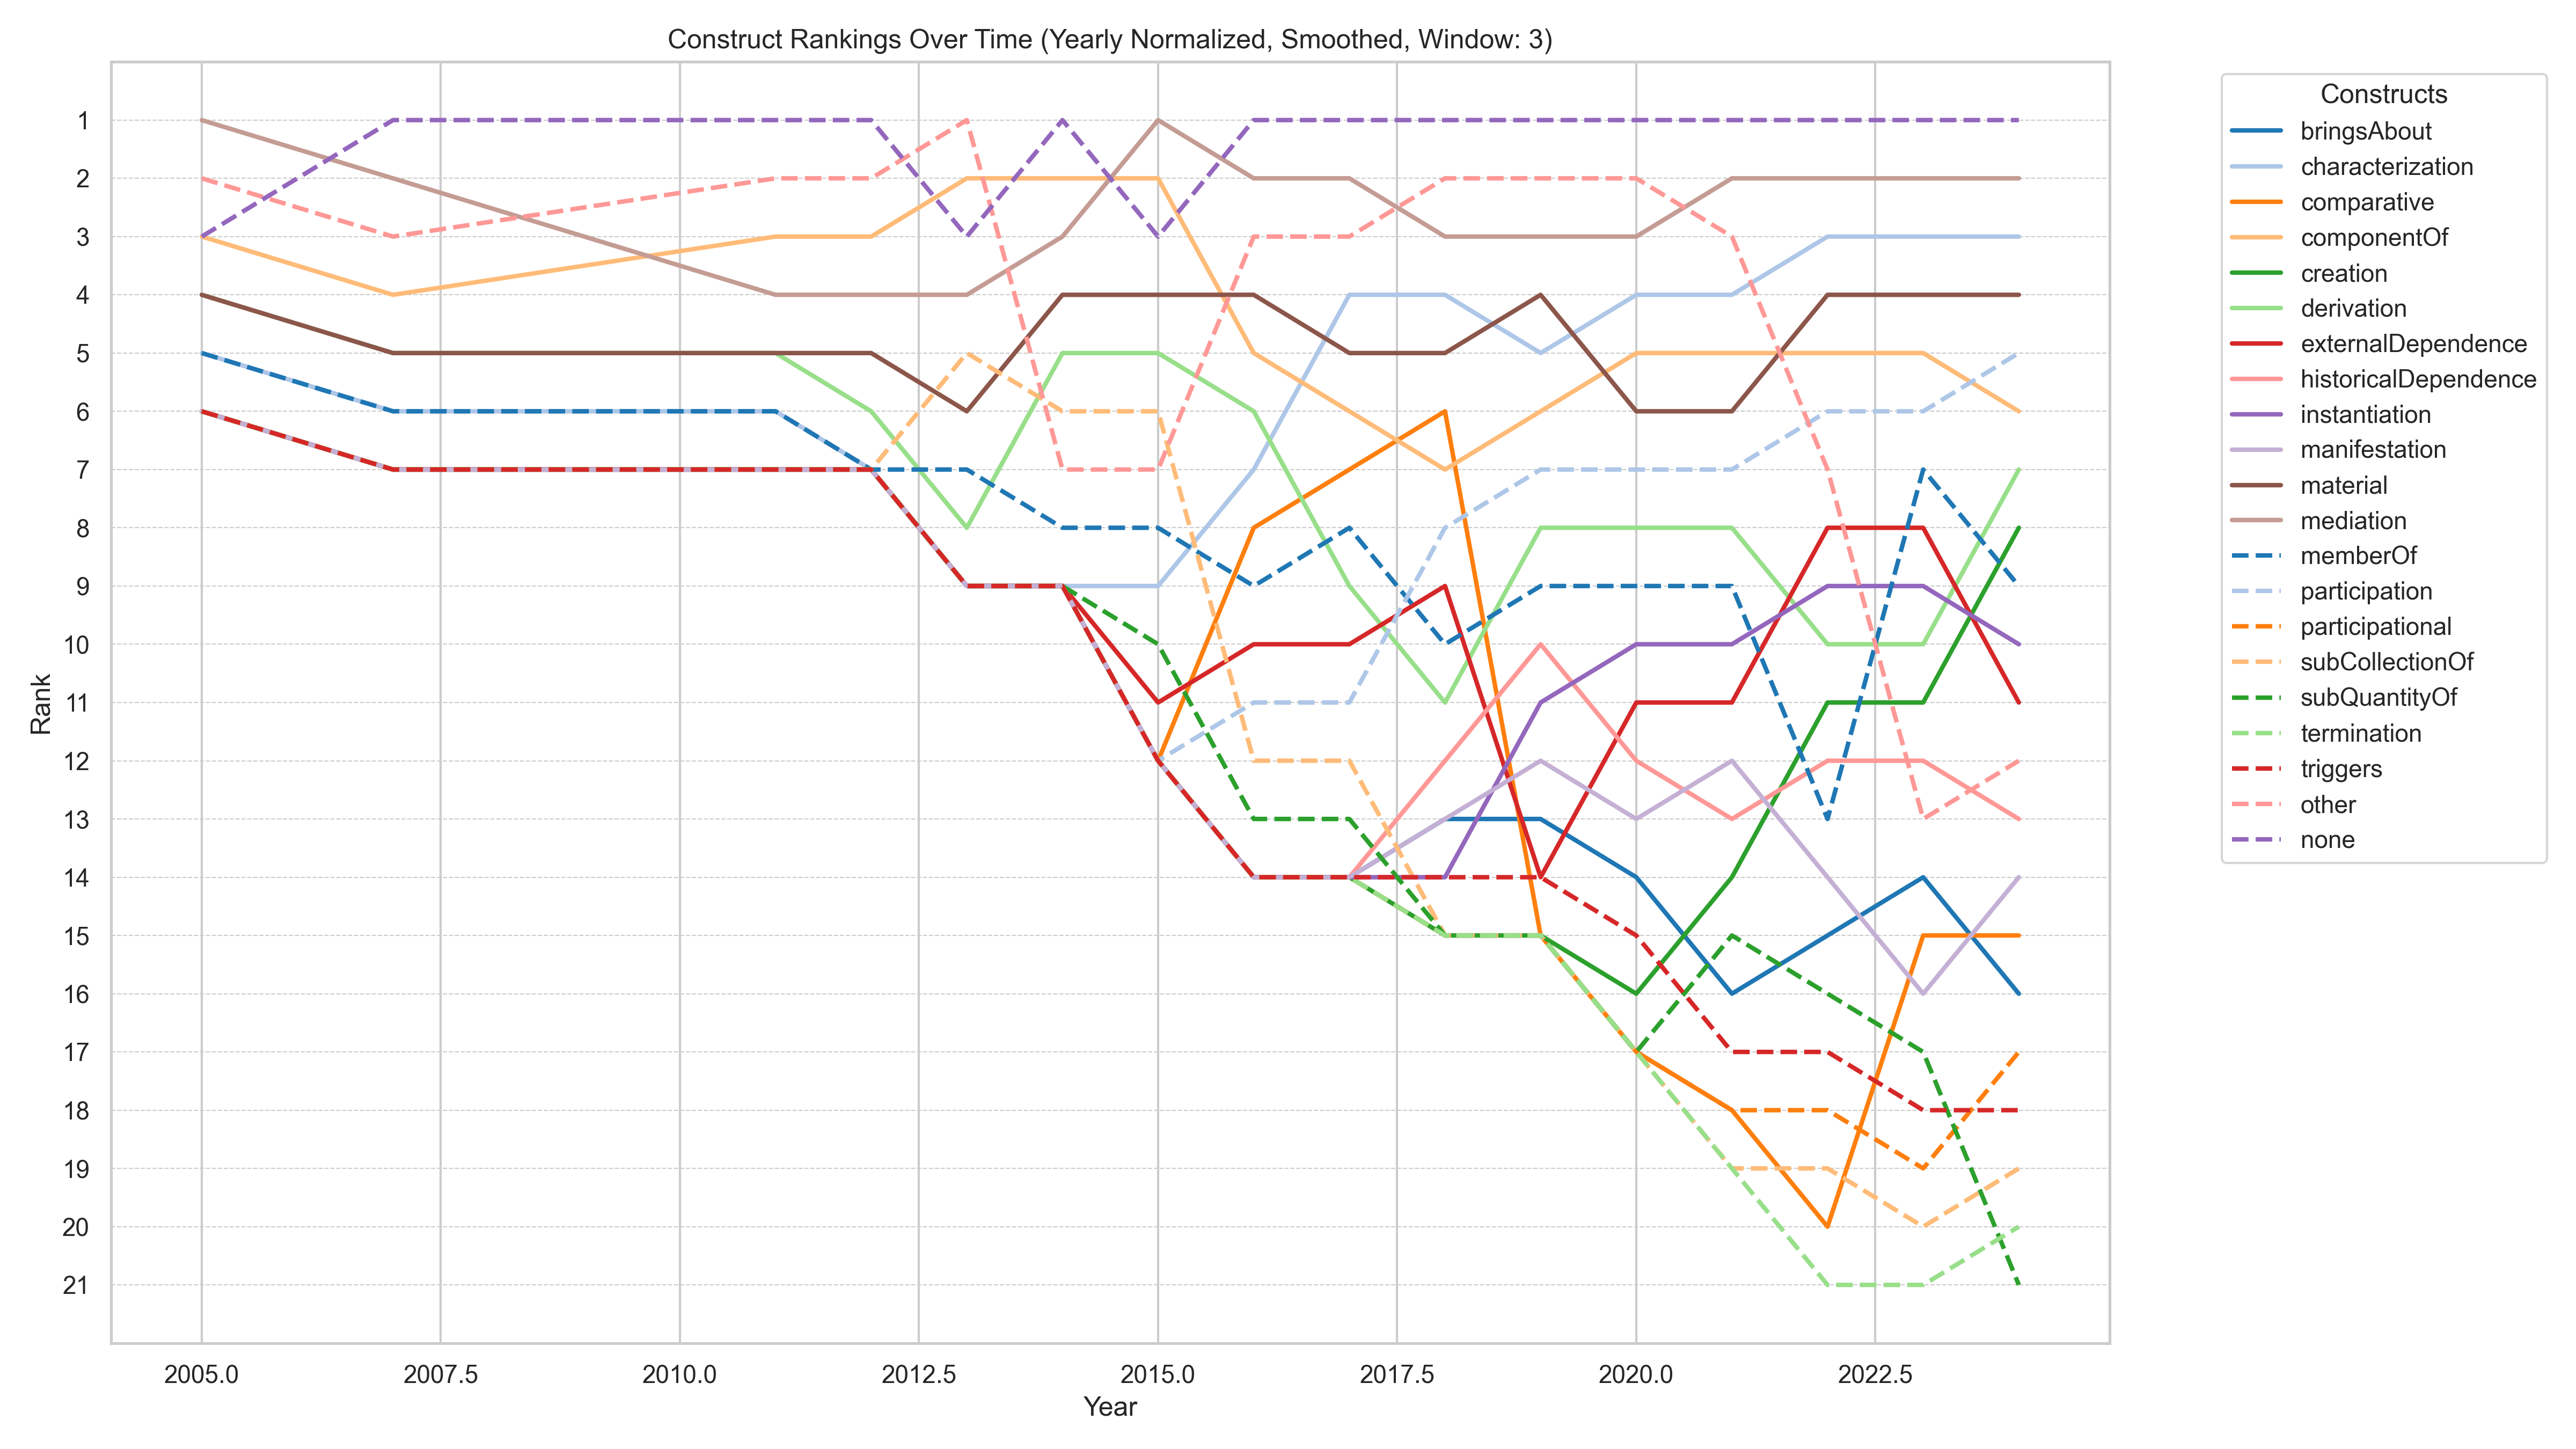 Construct Rankings Over Time (Yearly Normalized, Smoothed, Window: 3)
Rank
1
2
3
4
5
6
7
8
9
10
11
12
13
14
15
16
17
18
19
20
21
2005.0 2007.5 2010.0 2012.5 2015.0 2017.5 2020.0 2022.5
Year
Constructs
bringsAbout
characterization
comparative
componentOf
creation
derivation
externalDependence
historicalDependence
instantiation
manifestation
material
mediation
memberOf
participation
participational
subCollectionOf
subQuantityOf
termination
triggers
other
none